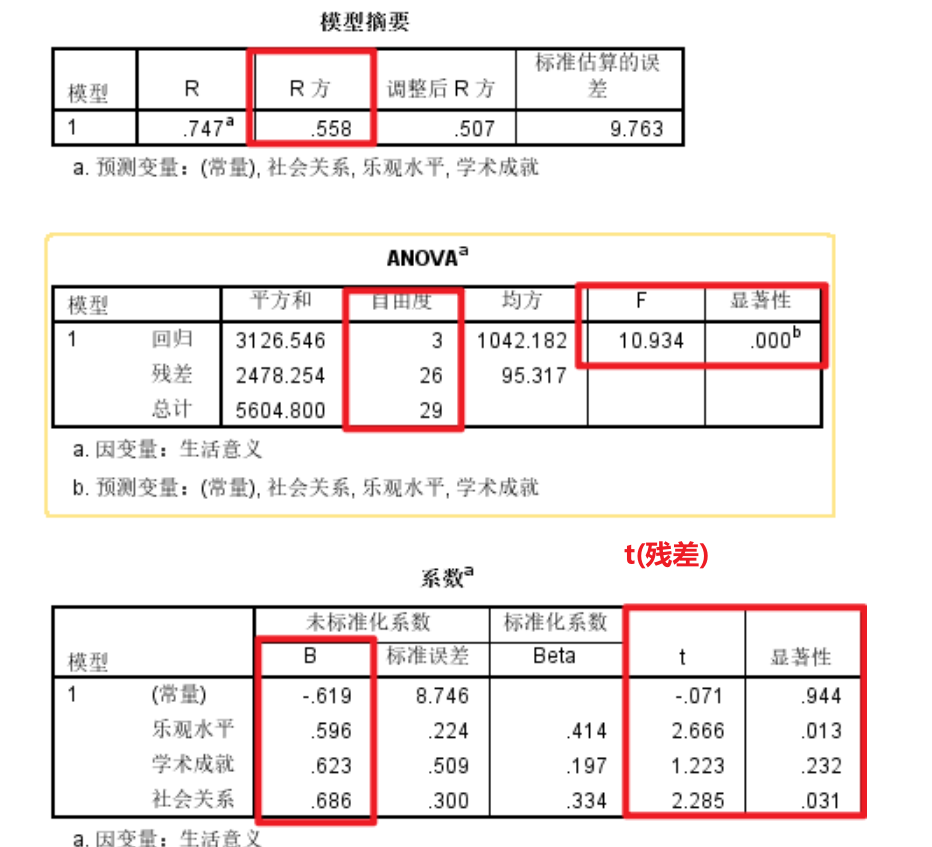 模型摘要
模型 R R 方 调整后 R 方 标准估算的误差
1 .747a .558 .507 9.763
a. 预测变量：(常量), 社会关系, 乐观水平, 学术成就
ANOVAa
模型 平方和 自由度 均方 F 显著性
1 回归 3126.546 3 1042.182 10.934 .000b
残差 2478.254 26 95.317
总计 5604.800 29
a. 因变量：生活意义
b. 预测变量：(常量), 社会关系, 乐观水平, 学术成就
t(残差)
系数a
未标准化系数 标准化系数
模型 B 标准误差 Beta t 显著性
1 (常量) -.619 8.746 -.071 .944
乐观水平 .596 .224 .414 2.666 .013
学术成就 .623 .509 .197 1.223 .232
社会关系 .686 .300 .334 2.285 .031
a. 因变量：生活意义